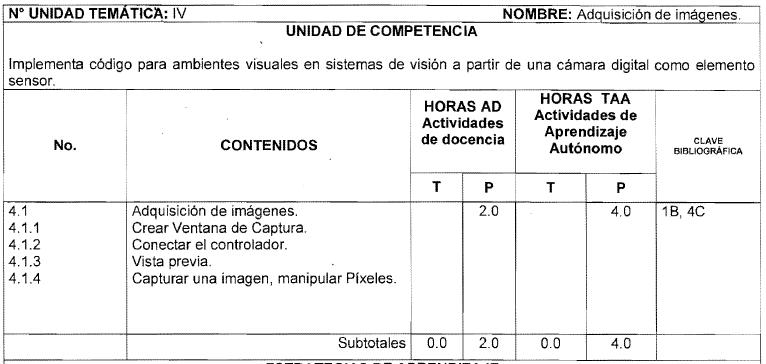 N° UNIDAD TEMÁTICA: IV NOMBRE: Adquisición de imágenes.
UNIDAD DE COMPETENCIA
Implementa código para ambientes visuales en sistemas de visión a partir de una cámara digital como elemento
sensor.
No. CONTENIDOS HORAS AD Actividades de docencia HORAS TAA Actividades de Aprendizaje Autónomo CLAVE BIBLIOGRÁFICA
T P T P
4.1 Adquisición de imágenes. 2.0 4.0 1B, 4C
4.1.1 Crear Ventana de Captura.
4.1.2 Conectar el controlador.
4.1.3 Vista previa.
4.1.4 Capturar una imagen, manipular Píxeles.
Subtotales 0.0 2.0 0.0 4.0